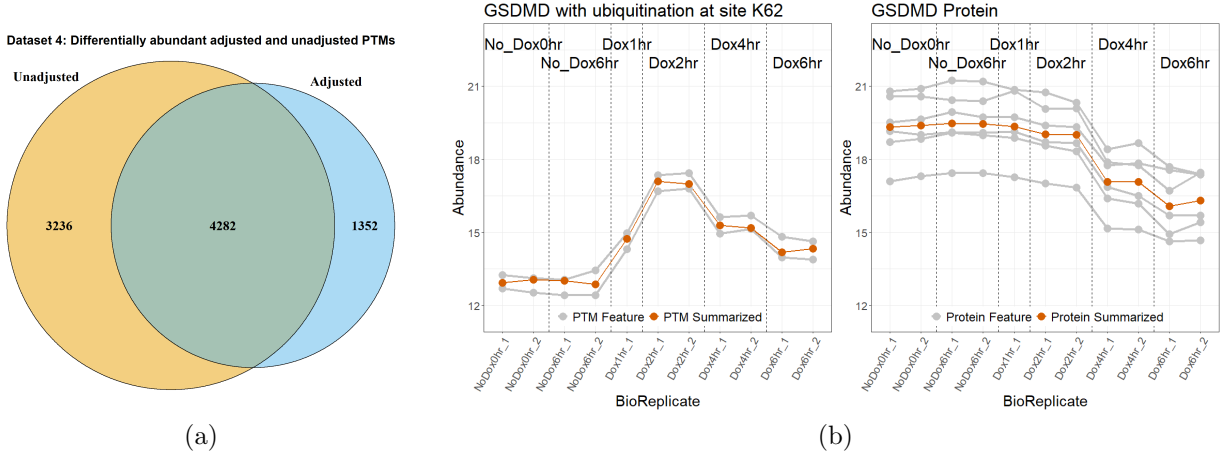 Dataset 4: Differentially abundant adjusted and unadjusted PTMs
Unadjusted
Adjusted
3236
4282
1352
(a)
GSDMD with ubiquitination at site K62
No_Dox0hr
Dox1hr
Dox4hr
No_Dox6hr
Dox2hr
Dox6hr
Abundance
21
18
15
12
PTM Feature
PTM Summarized
NoDox0hr_1
NoDox0hr_2
NoDox6hr_1
NoDox6hr_2
Dox1hr_1
Dox2hr_1
Dox2hr_2
Dox4hr_1
Dox4hr_2
Dox6hr_1
Dox6hr_2
BioReplicate
GSDMD Protein
No_Dox0hr
Dox1hr
Dox4hr
No_Dox6hr
Dox2hr
Dox6hr
Abundance
21
18
15
12
Protein Feature
Protein Summarized
NoDox0hr_1
NoDox0hr_2
NoDox6hr_1
NoDox6hr_2
Dox1hr_1
Dox2hr_1
Dox2hr_2
Dox4hr_1
Dox4hr_2
Dox6hr_1
Dox6hr_2
BioReplicate
(b)